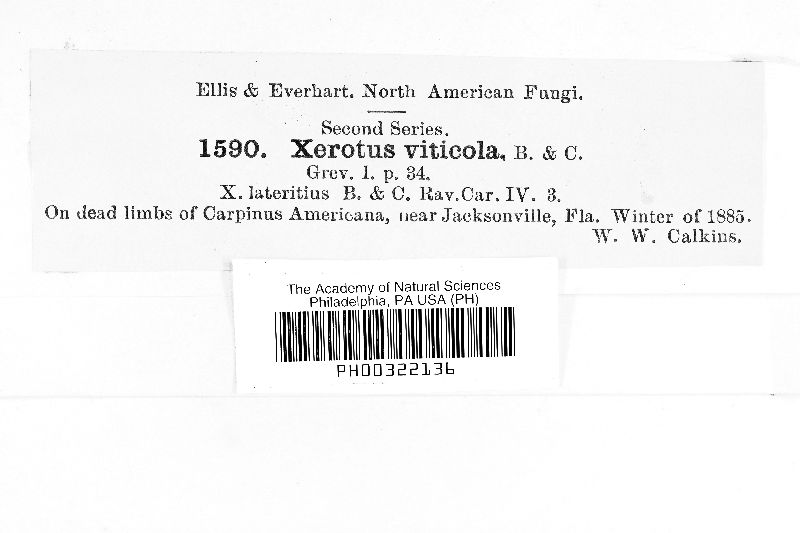 Ellis & Everhart. North American Fungi.
Second Series.
1590. Xerotus viticola, B. & C.
Grev. 1. p. 34.
X. lateritius B. & C. Rav. Car. IV. 3.
On dead limbs of Carpinus Americana, near Jacksonville, Fla. Winter of 1885.
W. W. Calkins.
The Academy of Natural Sciences
Philadelphia, PA USA (PH)
PH00322136